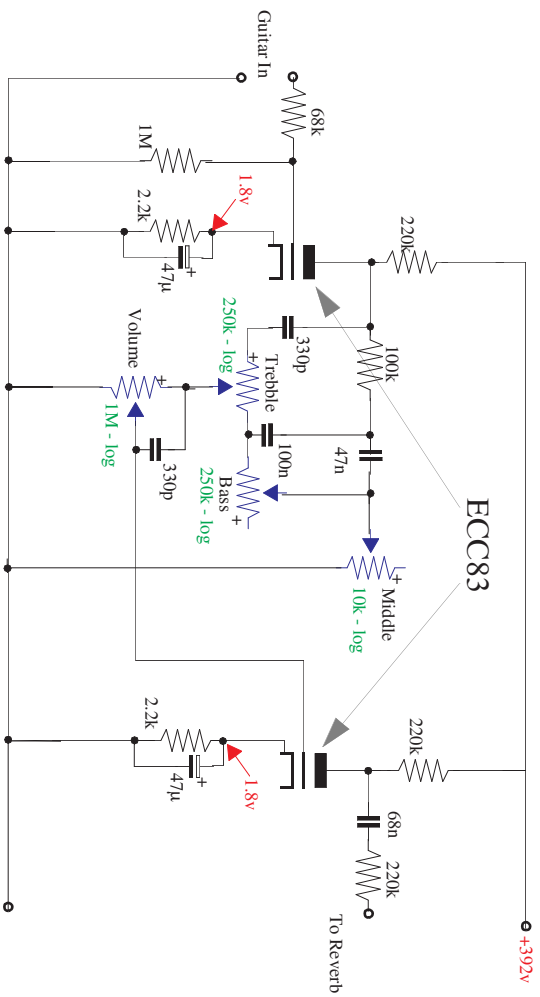 Guitar In
68k
1M
2.2k
1.8v
47µ
+
220k
ECC83
100k
330p
Trebble
+
250k - log
47n
100n
Bass
+
250k - log
Volume
+
1M - log
330p
Middle
+
10k - log
220k
68n
220k
To Reverb
2.2k
1.8v
47µ
+
+392v